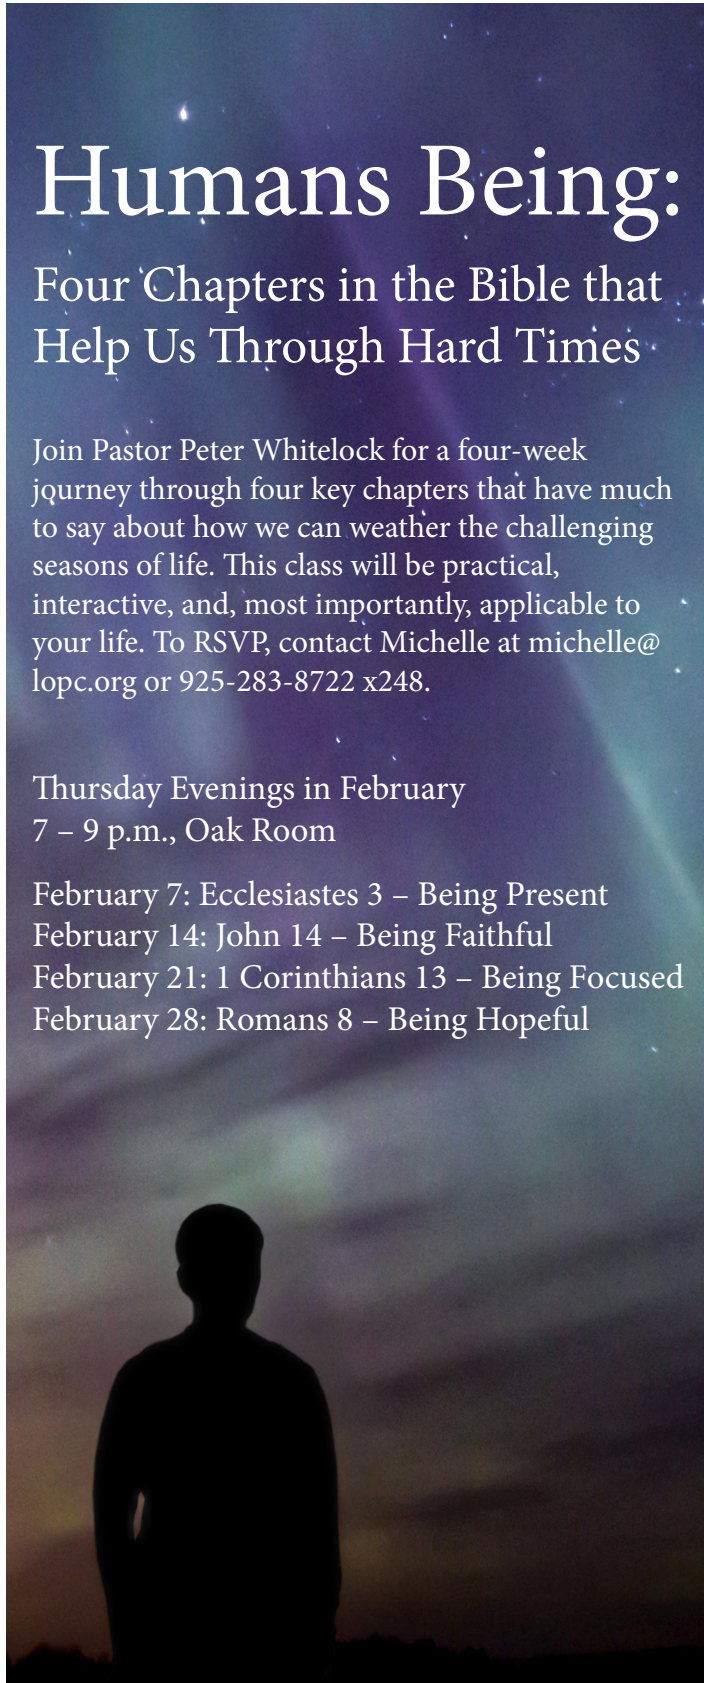 Humans Being:
Four Chapters in the Bible that
Help Us Through Hard Times
Join Pastor Peter Whitelock for a four-week
journey through four key chapters that have much
to say about how we can weather the challenging
seasons of life. This class will be practical,
interactive, and, most importantly, applicable to
your life. To RSVP, contact Michelle at michelle@
lopc.org or 925-283-8722 x248.
Thursday Evenings in February
7 – 9 p.m., Oak Room
February 7: Ecclesiastes 3 – Being Present
February 14: John 14 – Being Faithful
February 21: 1 Corinthians 13 – Being Focused
February 28: Romans 8 – Being Hopeful